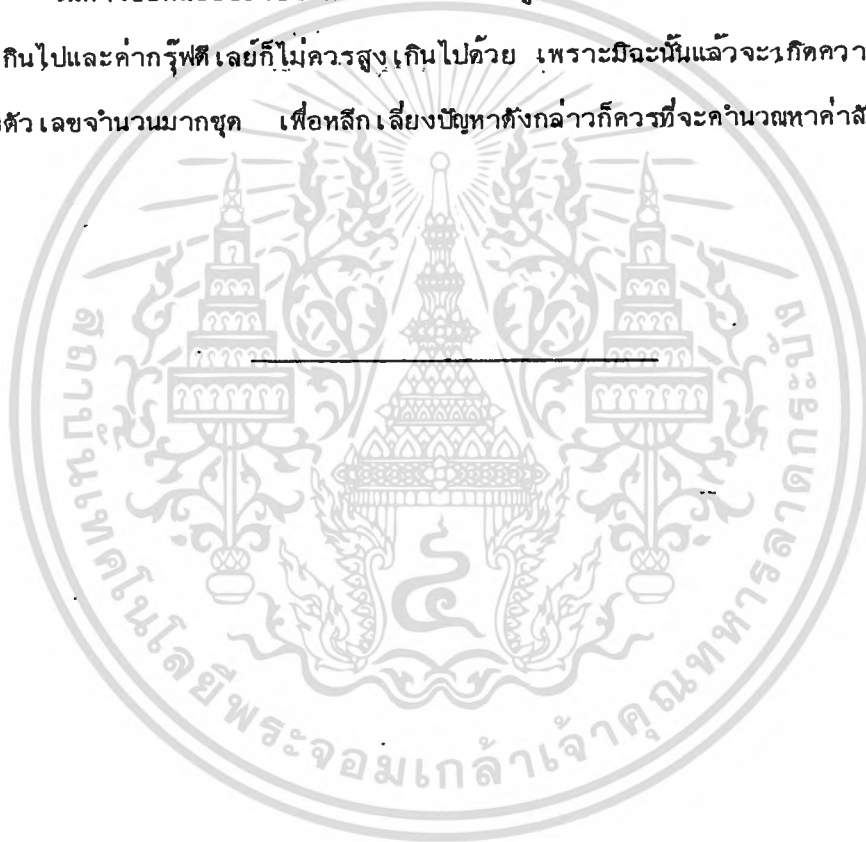 กินไปและค่ากรุ๊ฟดีเลย์ก็ไม่ควรสูงเกินไปด้วย เพราะมิฉะนั้นแล้วจะเกิดควา
ตัวเลขจำนวนมากชุด เพื่อหลีกเลี่ยงปัญหาดังกล่าวก็ควรที่จะคำนวณหาค่าสั
สถาบันเทคโนโลยีพระจอมเกล้าเจ้าคุณทหารลาดกระบัง